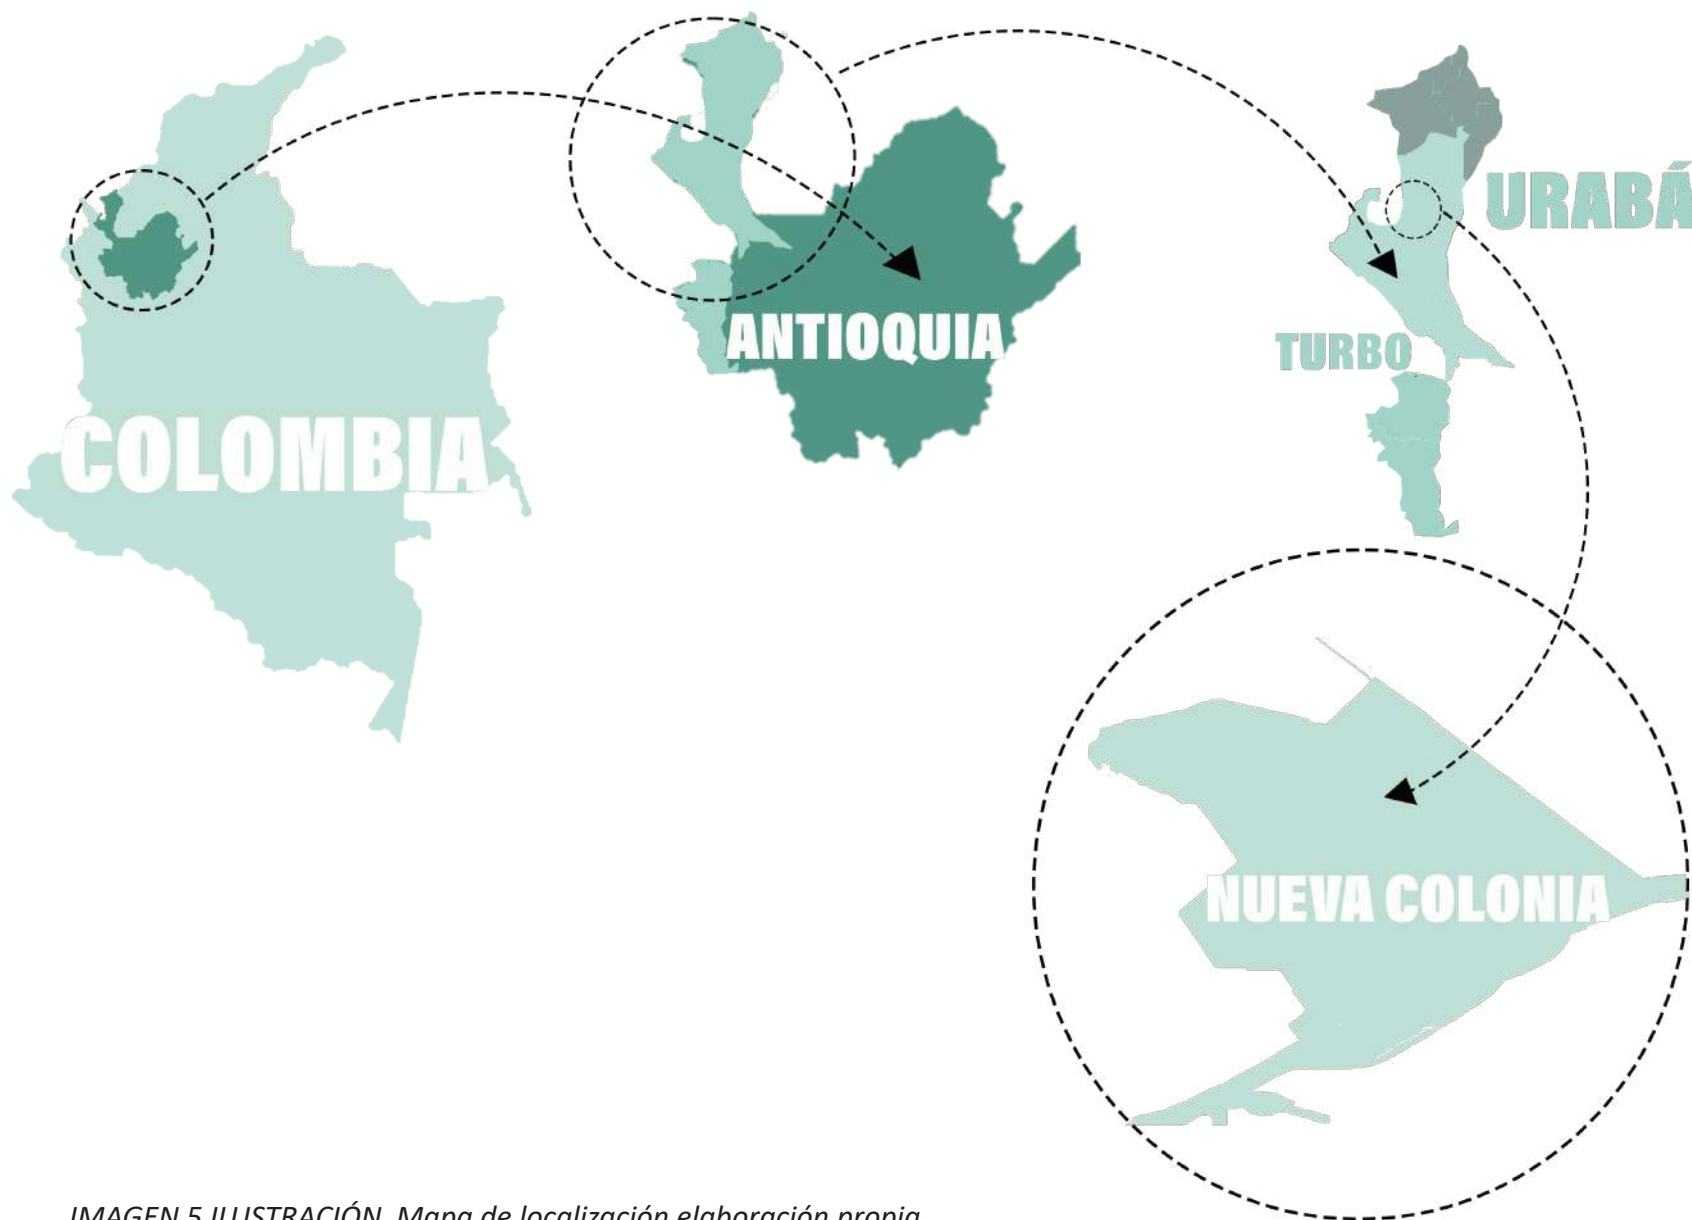 URABÁ
ANTIOQUIA
TURBO
COLOMBIA
NUEVA COLONIA
IMAGEN 5 ILUSTRACIÓN. Mapa de localización elaboración propia